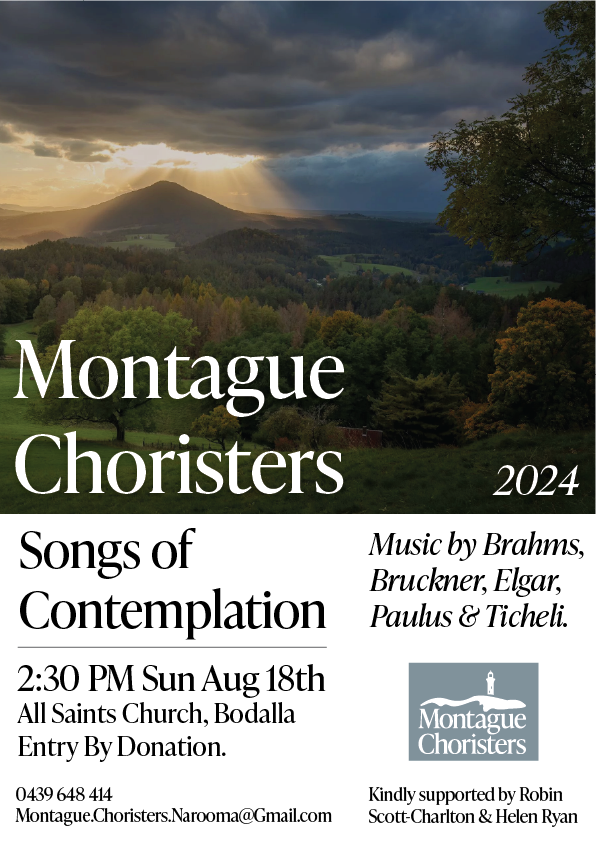 Montague
Choristers
2024
Songs of
Contemplation
2:30 PM Sun Aug 18th
All Saints Church, Bodalla
Entry By Donation.
0439 648 414
Montague.Choristers.Narooma@Gmail.com
Music by Brahms,
Bruckner, Elgar,
Paulus & Ticheli.
Montague
Choristers
Kindly supported by Robin
Scott-Charlton & Helen Ryan